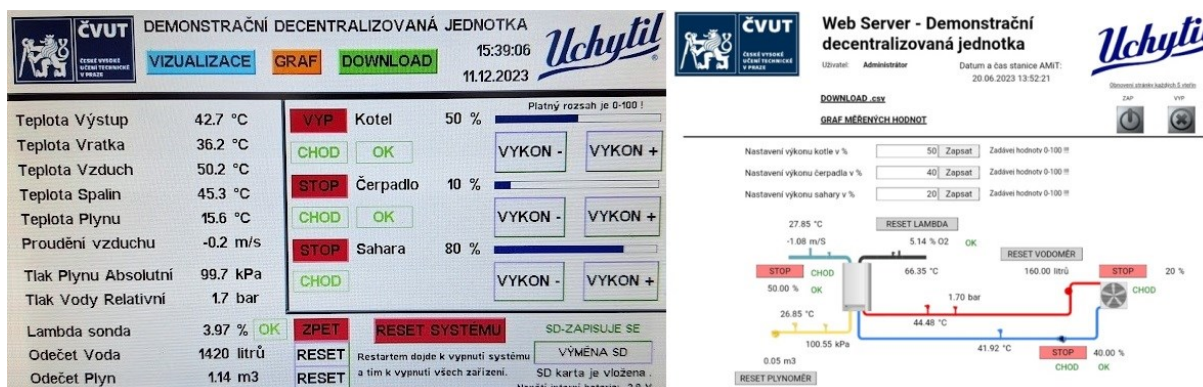 ČVUT
ČESKÉ VYSOKÉ
UČENÍ TECHNICKÉ
V PRAZE
DEMONSTRAČNÍ DECENTRALIZOVANÁ JEDNOTKA
VIZUALIZACE
GRAF
DOWNLOAD
15:39:06
11.12.2023
Uchytil
Teplota Výstup 42.7 °C
Teplota Vratka 36.2 °C
Teplota Vzduch 50.2 °C
Teplota Spalin 45.3 °C
Teplota Plynu 15.6 °C
Proudění vzduchu -0.2 m/s
Tlak Plynu Absolutní 99.7 kPa
Tlak Vody Relativní 1.7 bar
Lambda sonda 3.97 % OK
Odečet Voda 1420 litrů
Odečet Plyn 1.14 m3
Platný rozsah je 0-100 !
VYP Kotel 50 %
CHOD OK VYKON - VYKON +
STOP Čerpadlo 10 %
CHOD OK VYKON - VYKON +
STOP Sahara 80 %
CHOD VYKON - VYKON +
ZPET RESET SYSTÉMU SD-ZAPISUJE SE
RESET Restartem dojde k vypnutí systému VÝMĚNA SD
RESET a tím k vypnutí všech zařízení. SD karta je vložena .
ČVUT
ČESKÉ VYSOKÉ
UČENÍ TECHNICKÉ
V PRAZE
Web Server - Demonstrační
decentralizovaná jednotka
Uživatel: Administrátor
Datum a čas stanice AMiT:
20.06.2023 13:52:21
DOWNLOAD .csv
GRAF MĚŘENÝCH HODNOT
Obnovení stránky každých 5 vteřin
ZAP VYP
Nastavení výkonu kotle v % 50 Zapsat Zadávej hodnoty 0-100 !!!
Nastavení výkonu čerpadla v % 40 Zapsat Zadávej hodnoty 0-100 !!!
Nastavení výkonu sahary v % 20 Zapsat Zadávej hodnoty 0-100 !!!
27.85 °C RESET LAMBDA
-1.08 m/S 5.14 % O2 OK
RESET VODOMĚR
STOP CHOD 66.35 °C 160.00 litrů STOP 20 %
50.00 % OK CHOD
1.70 bar
26.85 °C 44.48 °C
100.55 kPa 41.92 °C
0.05 m3 STOP 40.00 %
CHOD OK
RESET PLYNOMĚR